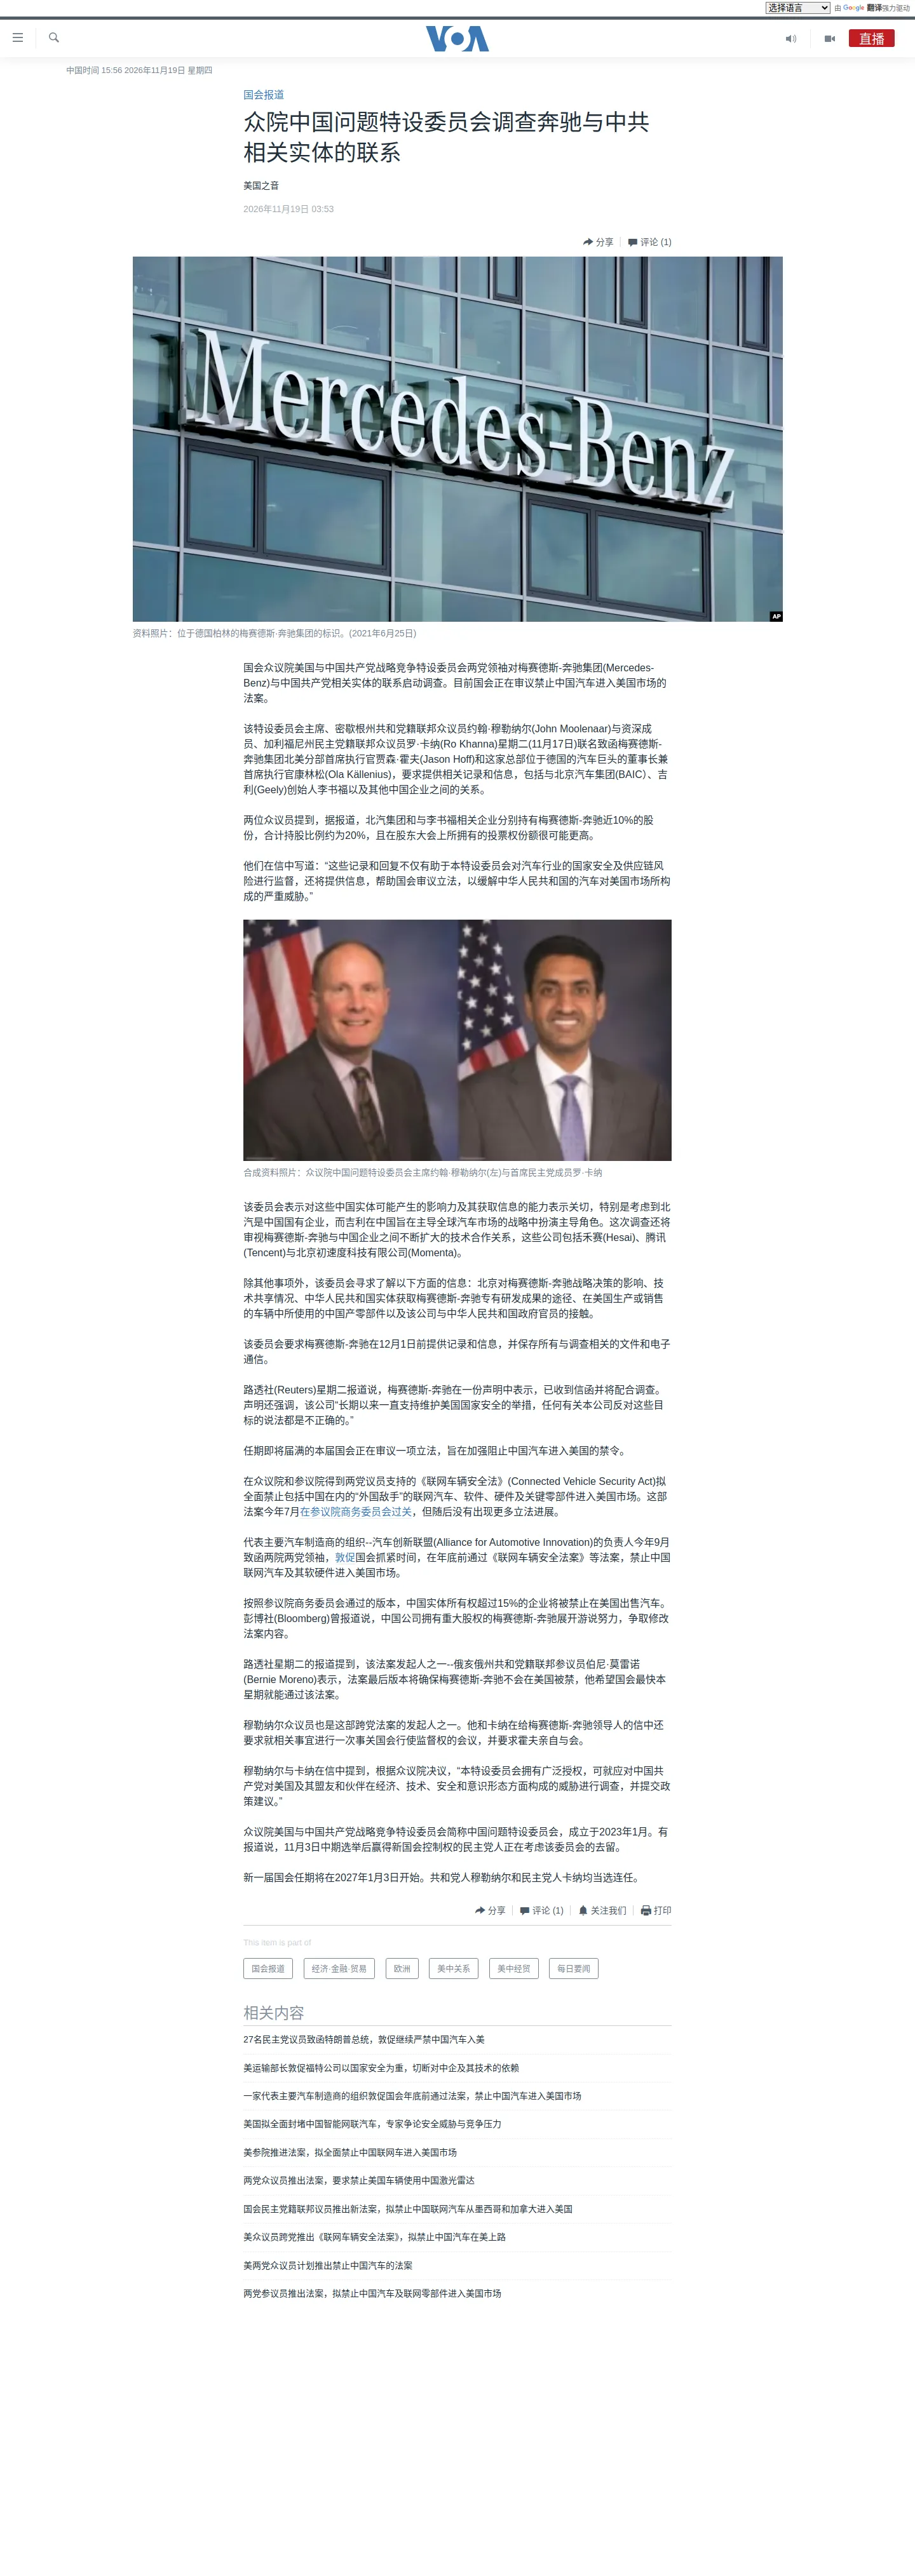 选择语言 由 Google 翻译强力驱动
VOA
直播
中国时间 15:56 2026年11月19日 星期四
国会报道
众院中国问题特设委员会调查奔驰与中共
相关实体的联系
美国之音
2026年11月19日 03:53
分享 评论 (1)
Mercedes-Benz
AP
资料照片：位于德国柏林的梅赛德斯-奔驰集团的标识。(2021年6月25日)
国会众议院美国与中国共产党战略竞争特设委员会两党领袖对梅赛德斯-奔驰集团(Mercedes-
Benz)与中国共产党相关实体的联系启动调查。目前国会正在审议禁止中国汽车进入美国市场的
法案。
该特设委员会主席、密歇根州共和党籍联邦众议员约翰·穆勒纳尔(John Moolenaar)与资深成
员、加利福尼州民主党籍联邦众议员罗·卡纳(Ro Khanna)星期二(11月17日)联名致函梅赛德斯-
奔驰集团北美分部首席执行官贾森·霍夫(Jason Hoff)和这家总部位于德国的汽车巨头的董事长兼
首席执行官康林松(Ola Källenius)，要求提供相关记录和信息，包括与北京汽车集团(BAIC）、吉
利(Geely)创始人李书福以及其他中国企业之间的关系。
两位众议员提到，据报道，北汽集团和与李书福相关企业分别持有梅赛德斯-奔驰近10%的股
份，合计持股比例约为20%，且在股东大会上所拥有的投票权份额很可能更高。
他们在信中写道：“这些记录和回复不仅有助于本特设委员会对汽车行业的国家安全及供应链风
险进行监督，还将提供信息，帮助国会审议立法，以缓解中华人民共和国的汽车对美国市场所构
成的严重威胁。”
合成资料照片：众议院中国问题特设委员会主席约翰·穆勒纳尔(左)与首席民主党成员罗·卡纳
该委员会表示对这些中国实体可能产生的影响力及其获取信息的能力表示关切，特别是考虑到北
汽是中国国有企业，而吉利在中国旨在主导全球汽车市场的战略中扮演主导角色。这次调查还将
审视梅赛德斯-奔驰与中国企业之间不断扩大的技术合作关系，这些公司包括禾赛(Hesai)、腾讯
(Tencent)与北京初速度科技有限公司(Momenta)。
除其他事项外，该委员会寻求了解以下方面的信息：北京对梅赛德斯-奔驰战略决策的影响、技
术共享情况、中华人民共和国实体获取梅赛德斯-奔驰专有研发成果的途径、在美国生产或销售
的车辆中所使用的中国产零部件以及该公司与中华人民共和国政府官员的接触。
该委员会要求梅赛德斯-奔驰在12月1日前提供记录和信息，并保存所有与调查相关的文件和电子
通信。
路透社(Reuters)星期二报道说，梅赛德斯-奔驰在一份声明中表示，已收到信函并将配合调查。
声明还强调，该公司“长期以来一直支持维护美国国家安全的举措，任何有关本公司反对这些目
标的说法都是不正确的。”
任期即将届满的本届国会正在审议一项立法，旨在加强阻止中国汽车进入美国的禁令。
在众议院和参议院得到两党议员支持的《联网车辆安全法》(Connected Vehicle Security Act)拟
全面禁止包括中国在内的“外国敌手”的联网汽车、软件、硬件及关键零部件进入美国市场。这部
法案今年7月在参议院商务委员会过关，但随后没有出现更多立法进展。
代表主要汽车制造商的组织--汽车创新联盟(Alliance for Automotive Innovation)的负责人今年9月
致函两院两党领袖，敦促国会抓紧时间，在年底前通过《联网车辆安全法案》等法案，禁止中国
联网汽车及其软硬件进入美国市场。
按照参议院商务委员会通过的版本，中国实体所有权超过15%的企业将被禁止在美国出售汽车。
彭博社(Bloomberg)曾报道说，中国公司拥有重大股权的梅赛德斯-奔驰展开游说努力，争取修改
法案内容。
路透社星期二的报道提到，该法案发起人之一--俄亥俄州共和党籍联邦参议员伯尼·莫雷诺
(Bernie Moreno)表示，法案最后版本将确保梅赛德斯-奔驰不会在美国被禁，他希望国会最快本
星期就能通过该法案。
穆勒纳尔众议员也是这部跨党法案的发起人之一。他和卡纳在给梅赛德斯-奔驰领导人的信中还
要求就相关事宜进行一次事关国会行使监督权的会议，并要求霍夫亲自与会。
穆勒纳尔与卡纳在信中提到，根据众议院决议，“本特设委员会拥有广泛授权，可就应对中国共
产党对美国及其盟友和伙伴在经济、技术、安全和意识形态方面构成的威胁进行调查，并提交政
策建议。”
众议院美国与中国共产党战略竞争特设委员会简称中国问题特设委员会，成立于2023年1月。有
报道说，11月3日中期选举后赢得新国会控制权的民主党人正在考虑该委员会的去留。
新一届国会任期将在2027年1月3日开始。共和党人穆勒纳尔和民主党人卡纳均当选连任。
分享 评论 (1) 关注我们 打印
This item is part of
国会报道 经济·金融·贸易 欧洲 美中关系 美中经贸 每日要闻
相关内容
27名民主党议员致函特朗普总统，敦促继续严禁中国汽车入美
美运输部长敦促福特公司以国家安全为重，切断对中企及其技术的依赖
一家代表主要汽车制造商的组织敦促国会年底前通过法案，禁止中国汽车进入美国市场
美国拟全面封堵中国智能网联汽车，专家争论安全威胁与竞争压力
美参院推进法案，拟全面禁止中国联网车进入美国市场
两党众议员推出法案，要求禁止美国车辆使用中国激光雷达
国会民主党籍联邦议员推出新法案，拟禁止中国联网汽车从墨西哥和加拿大进入美国
美众议员跨党推出《联网车辆安全法案》，拟禁止中国汽车在美上路
美两党众议员计划推出禁止中国汽车的法案
两党参议员推出法案，拟禁止中国汽车及联网零部件进入美国市场